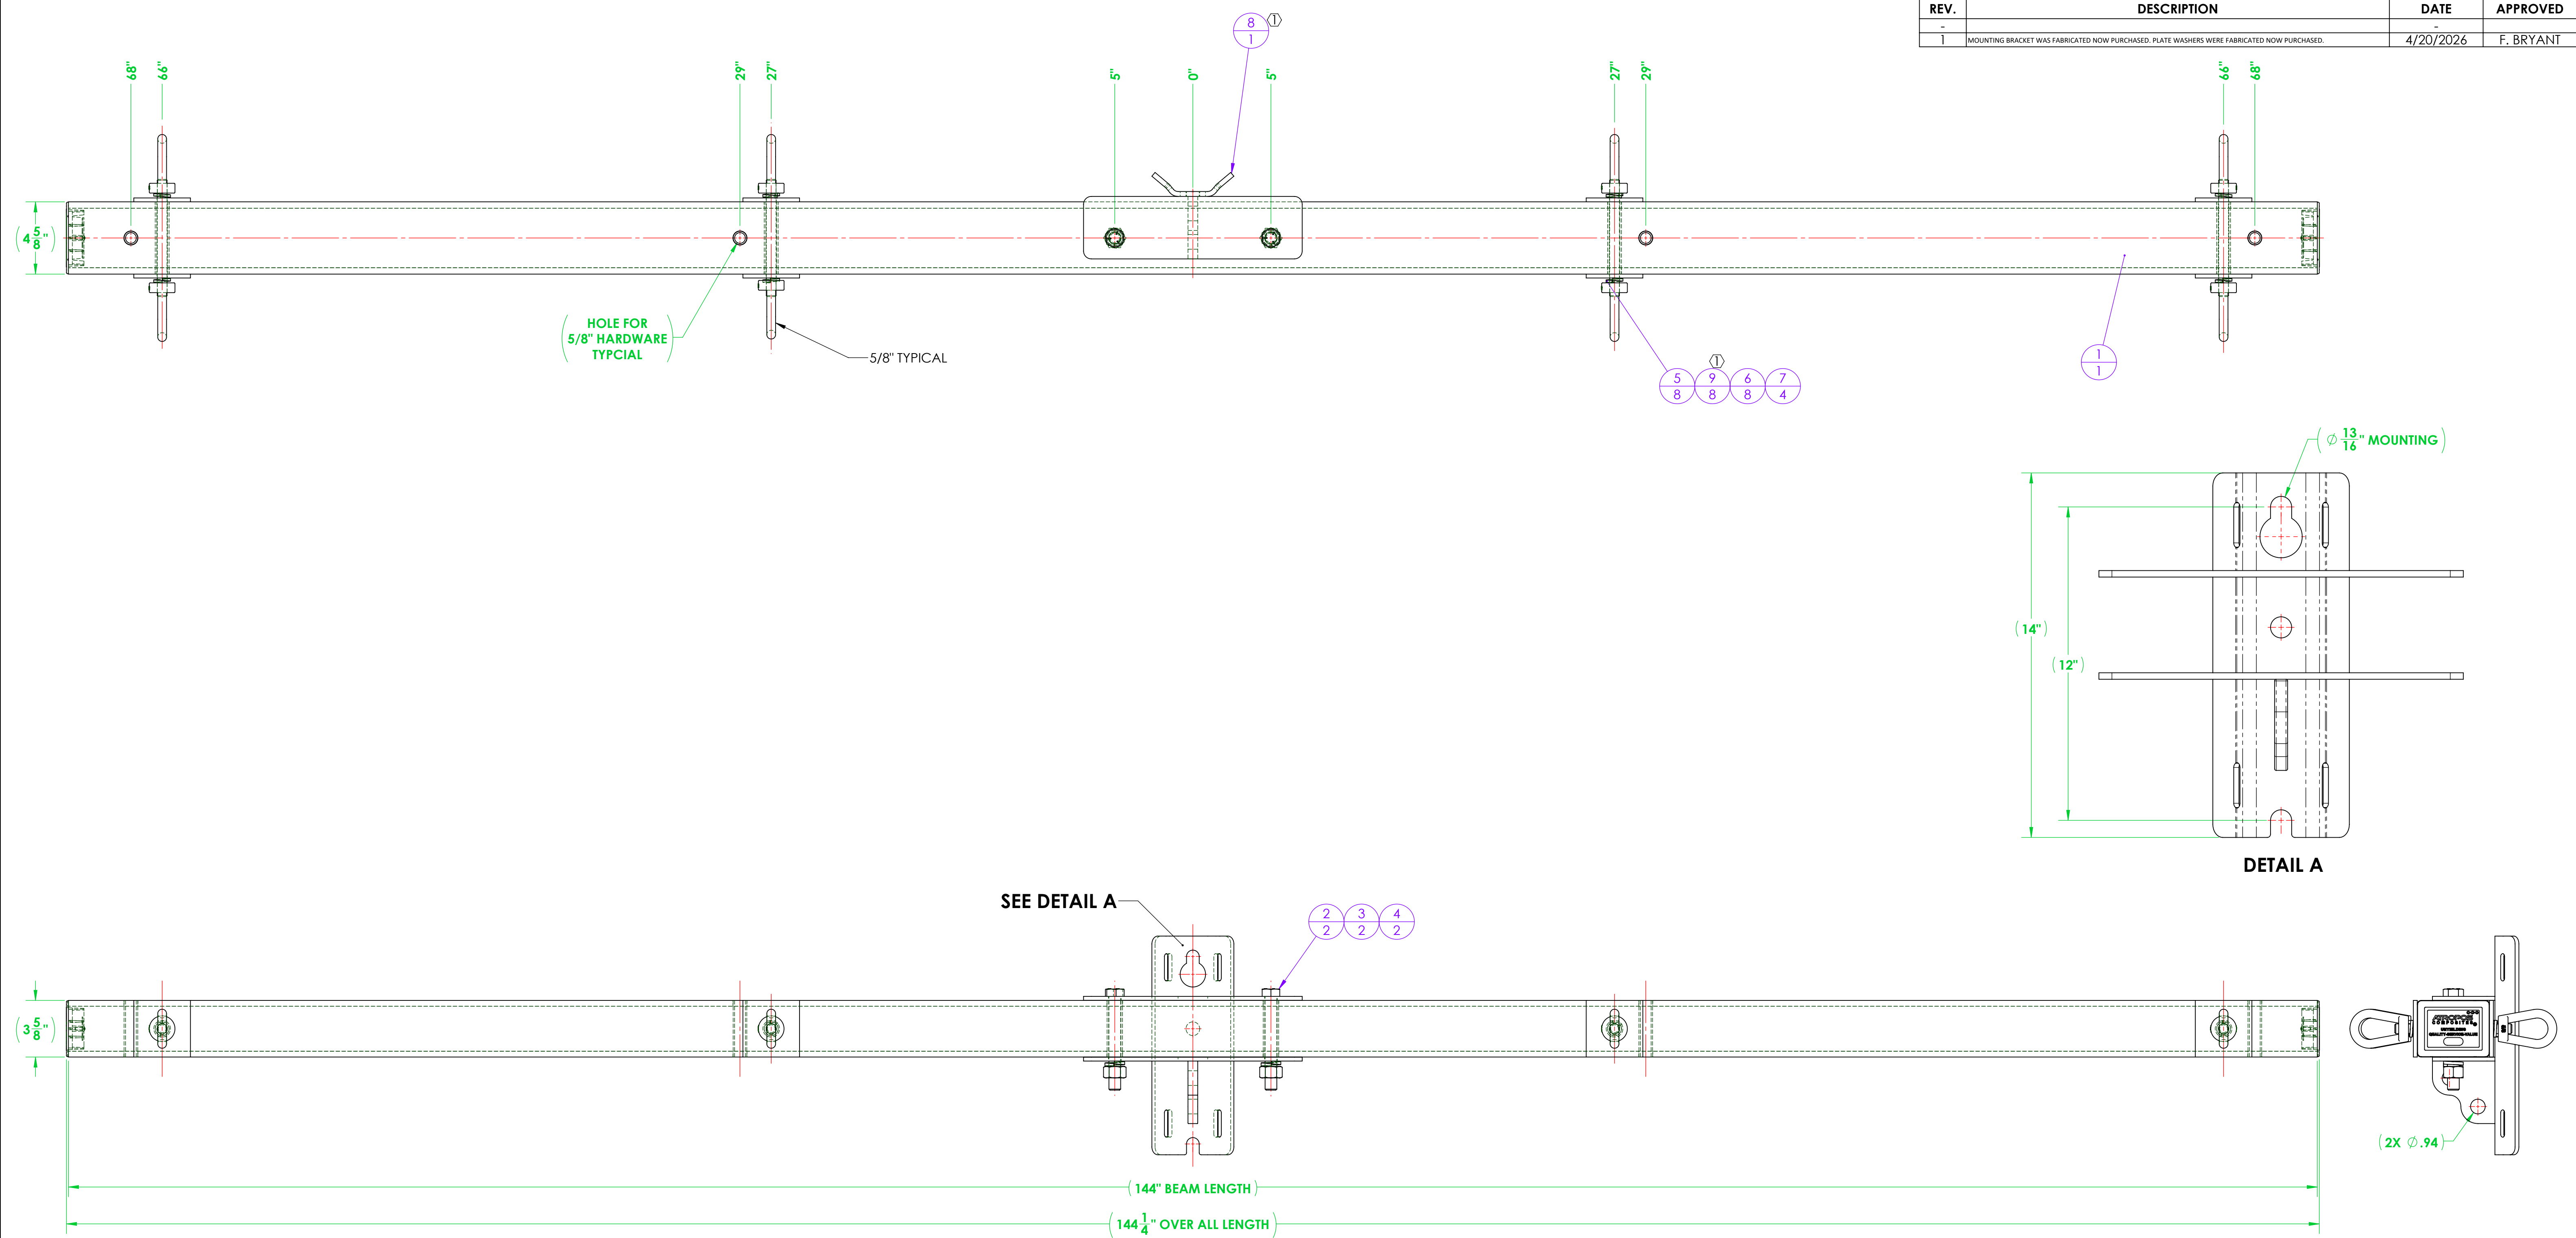 REV. DESCRIPTION DATE APPROVED
- -
1 MOUNTING BRACKET WAS FABRICATED NOW PURCHASED. PLATE WASHERS WERE FABRICATED NOW PURCHASED. 4/20/2026 F. BRYANT
8
1
1
68" 66" 29" 27" 5" 0" 5" 27" 29" 66" 68"
(4 5/8")
(HOLE FOR
5/8" HARDWARE
TYPCIAL)
5/8" TYPICAL
1
5 9 6 7
8 8 8 4
1
1
(Ø 13/16" MOUNTING)
(14")
(12")
DETAIL A
SEE DETAIL A
2 3 4
2 2 2
(3 5/8")
COMPOSITES
QUALITY-SERVICE-VALUE
(2X Ø.94)
(144" BEAM LENGTH)
(144 1/4" OVER ALL LENGTH)